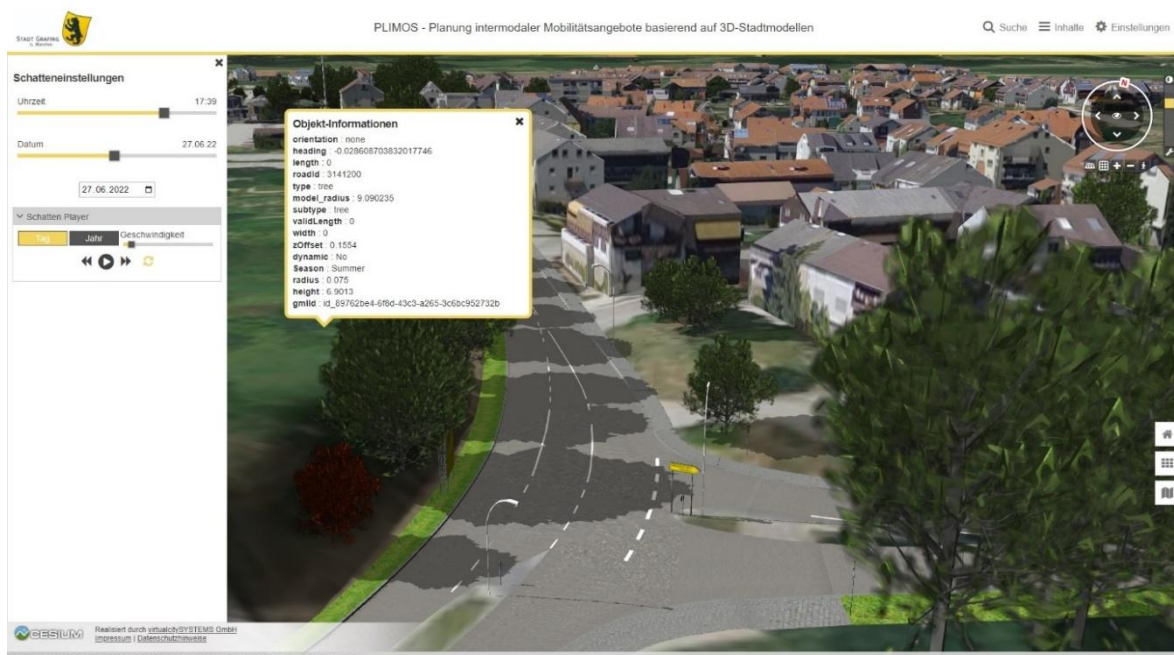 STADT GRAFING
b. München
PLIMOS - Planung intermodaler Mobilitätsangebote basierend auf 3D-Stadtmodellen
Suche
Inhalte
Einstellungen
Schatteneinstellungen
Uhrzeit 17:39
Datum 27.06.22
27.06.2022
Schatten Player
Tag Jahr Geschwindigkeit
Objekt-Informationen
orientation : none
heading : -0.028608703832017746
length : 0
roadId : 3141200
type : tree
model_radius : 9.090235
subtype : tree
validLength : 0
width : 0
zOffset : 0.1554
dynamic : No
Season : Summer
radius : 0.075
height : 6.9013
gmlId : id_89762be4-6f8d-43c3-a265-3c6bc952732b
N
CESIUM
Realisiert durch virtualcitySYSTEMS GmbH
Impressum | Datenschutzhinweise